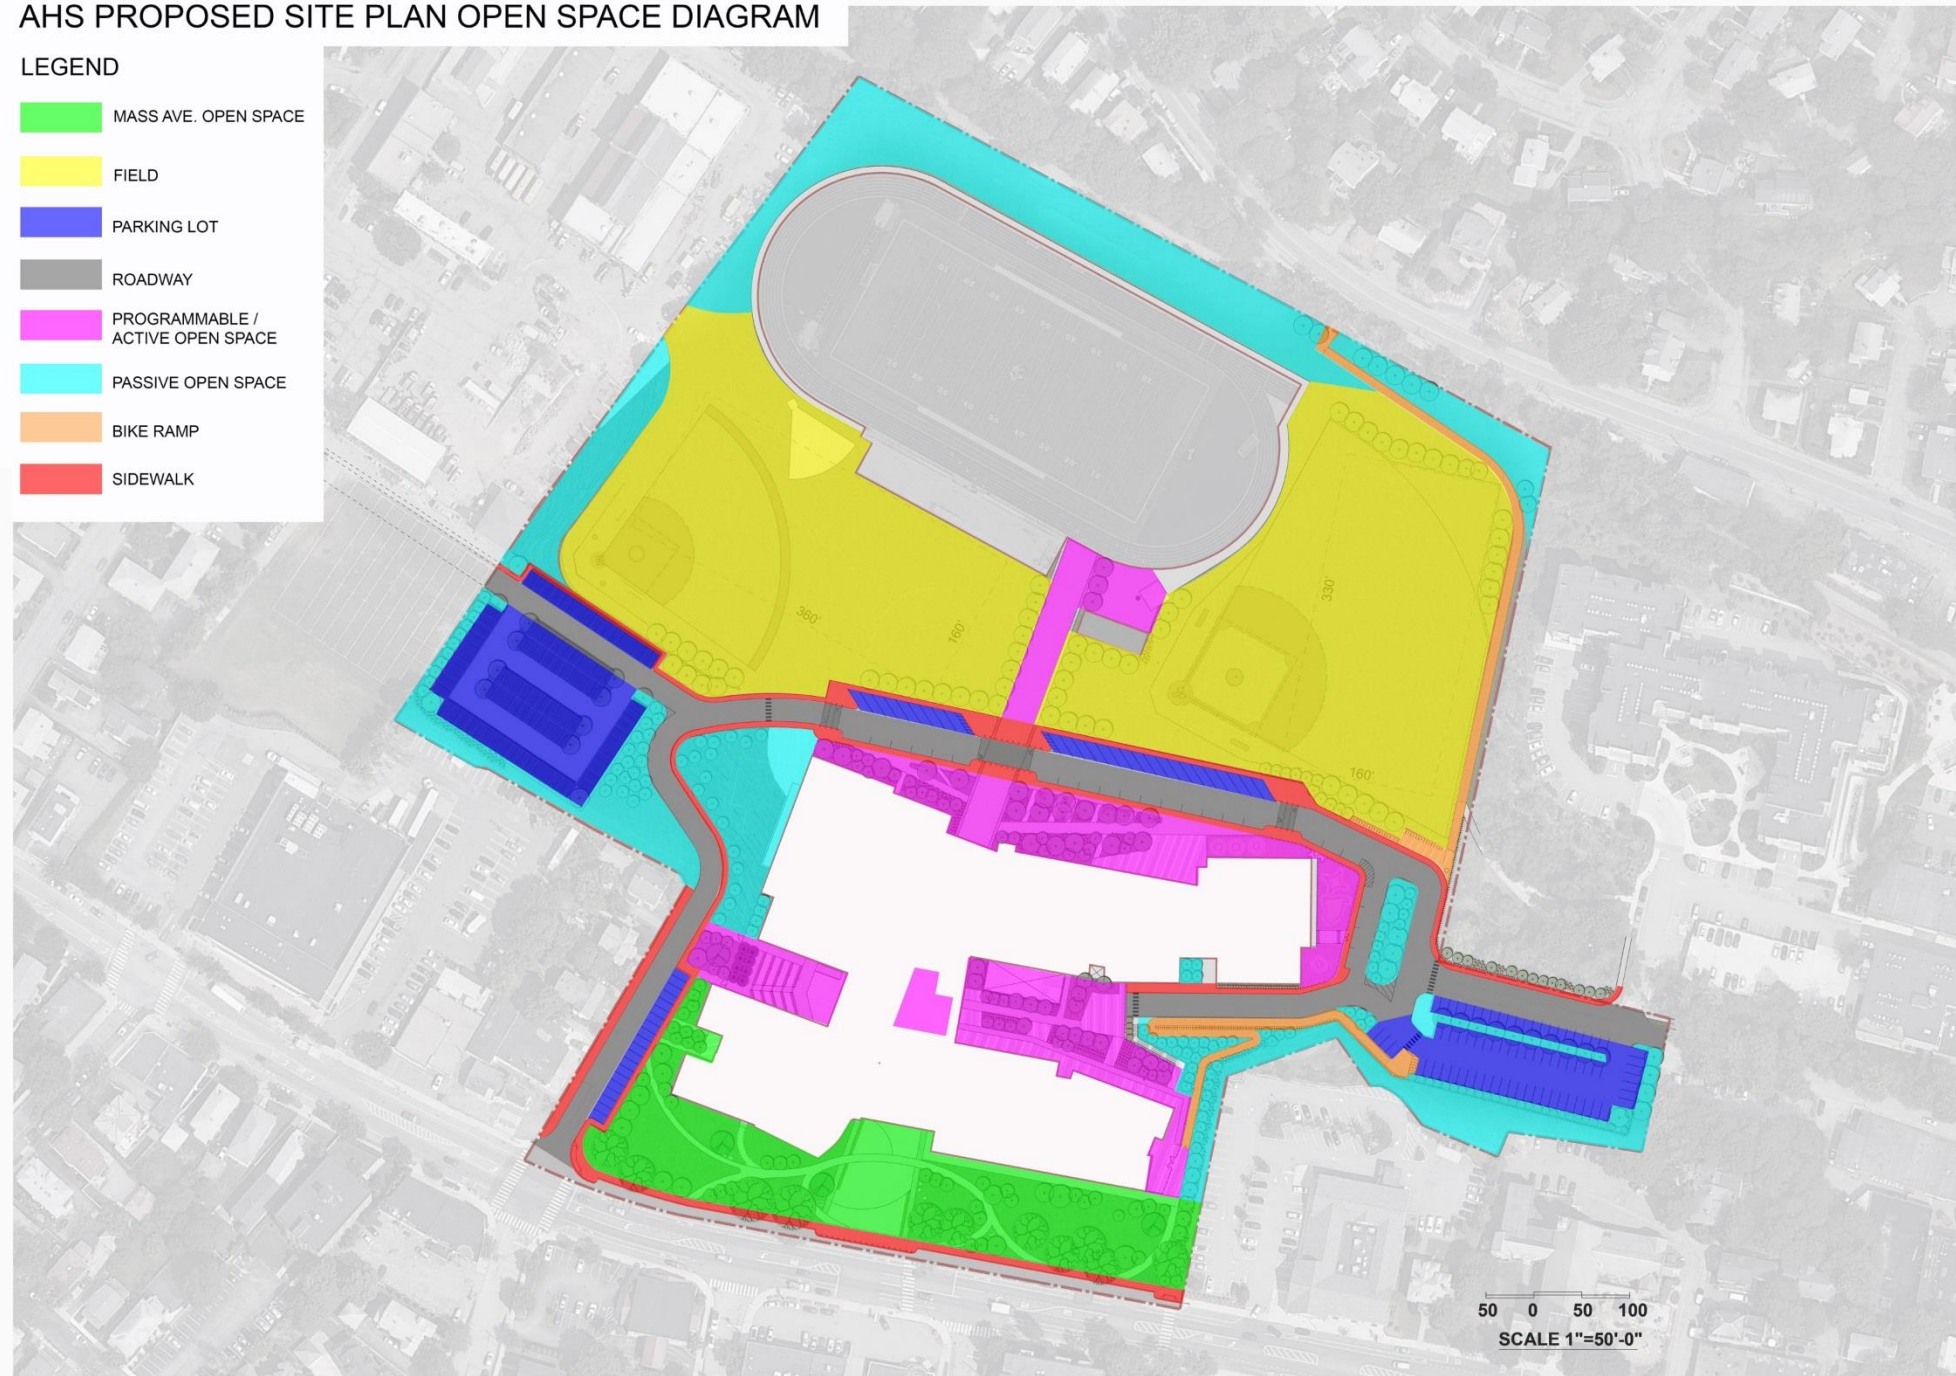 AHS PROPOSED SITE PLAN OPEN SPACE DIAGRAM
LEGEND
MASS AVE. OPEN SPACE
FIELD
PARKING LOT
ROADWAY
PROGRAMMABLE /
ACTIVE OPEN SPACE
PASSIVE OPEN SPACE
BIKE RAMP
SIDEWALK
330'
360'
160'
160'
50 0 50 100
SCALE 1"=50'-0"